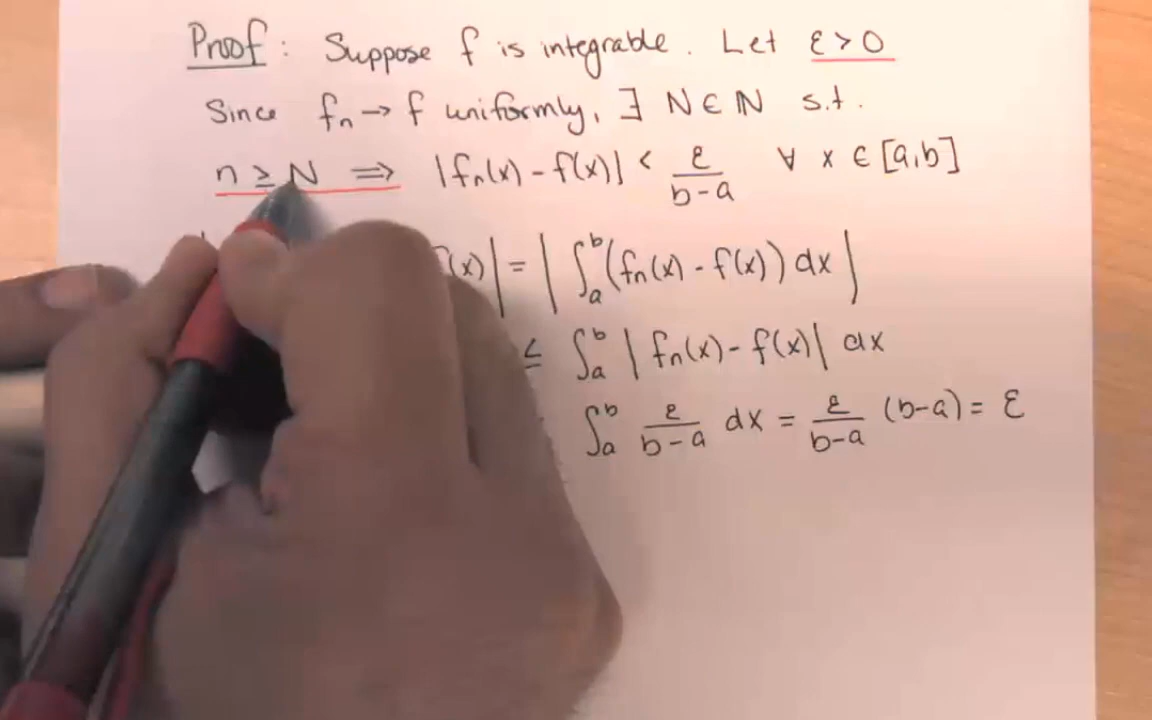 Proof : Suppose f is integrable. Let ε > 0
Since fₙ → f uniformly, ∃ N ∈ ℕ s.t.
n ≥ N ⟹ |fₙ(x) - f(x)| < ε/(b-a) ∀ x ∈ [a,b]
(x)| = | ∫ₐᵇ (fₙ(x) - f(x)) dx |
≤ ∫ₐᵇ | fₙ(x) - f(x)| dx
∫ₐᵇ ε/(b-a) dx = ε/(b-a) (b-a) = ε